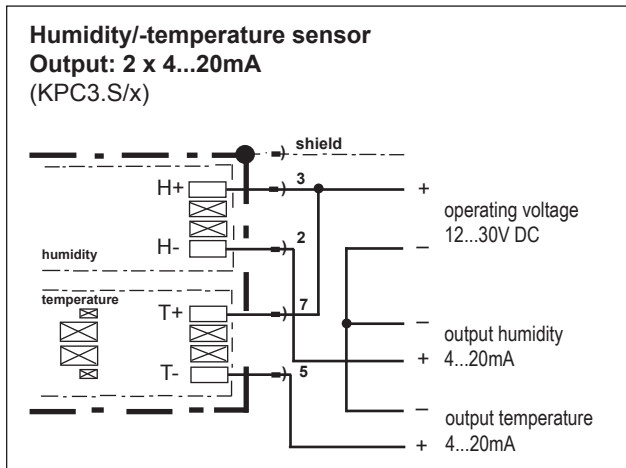 Humidity/-temperature sensor
Output: 2 x 4...20mA
(KPC3.S/x)
shield
H+ 3 +
operating voltage
12...30V DC
H- 2 –
humidity
temperature
T+ 7 –
output humidity
+ 4...20mA
T- 5 –
output temperature
+ 4...20mA